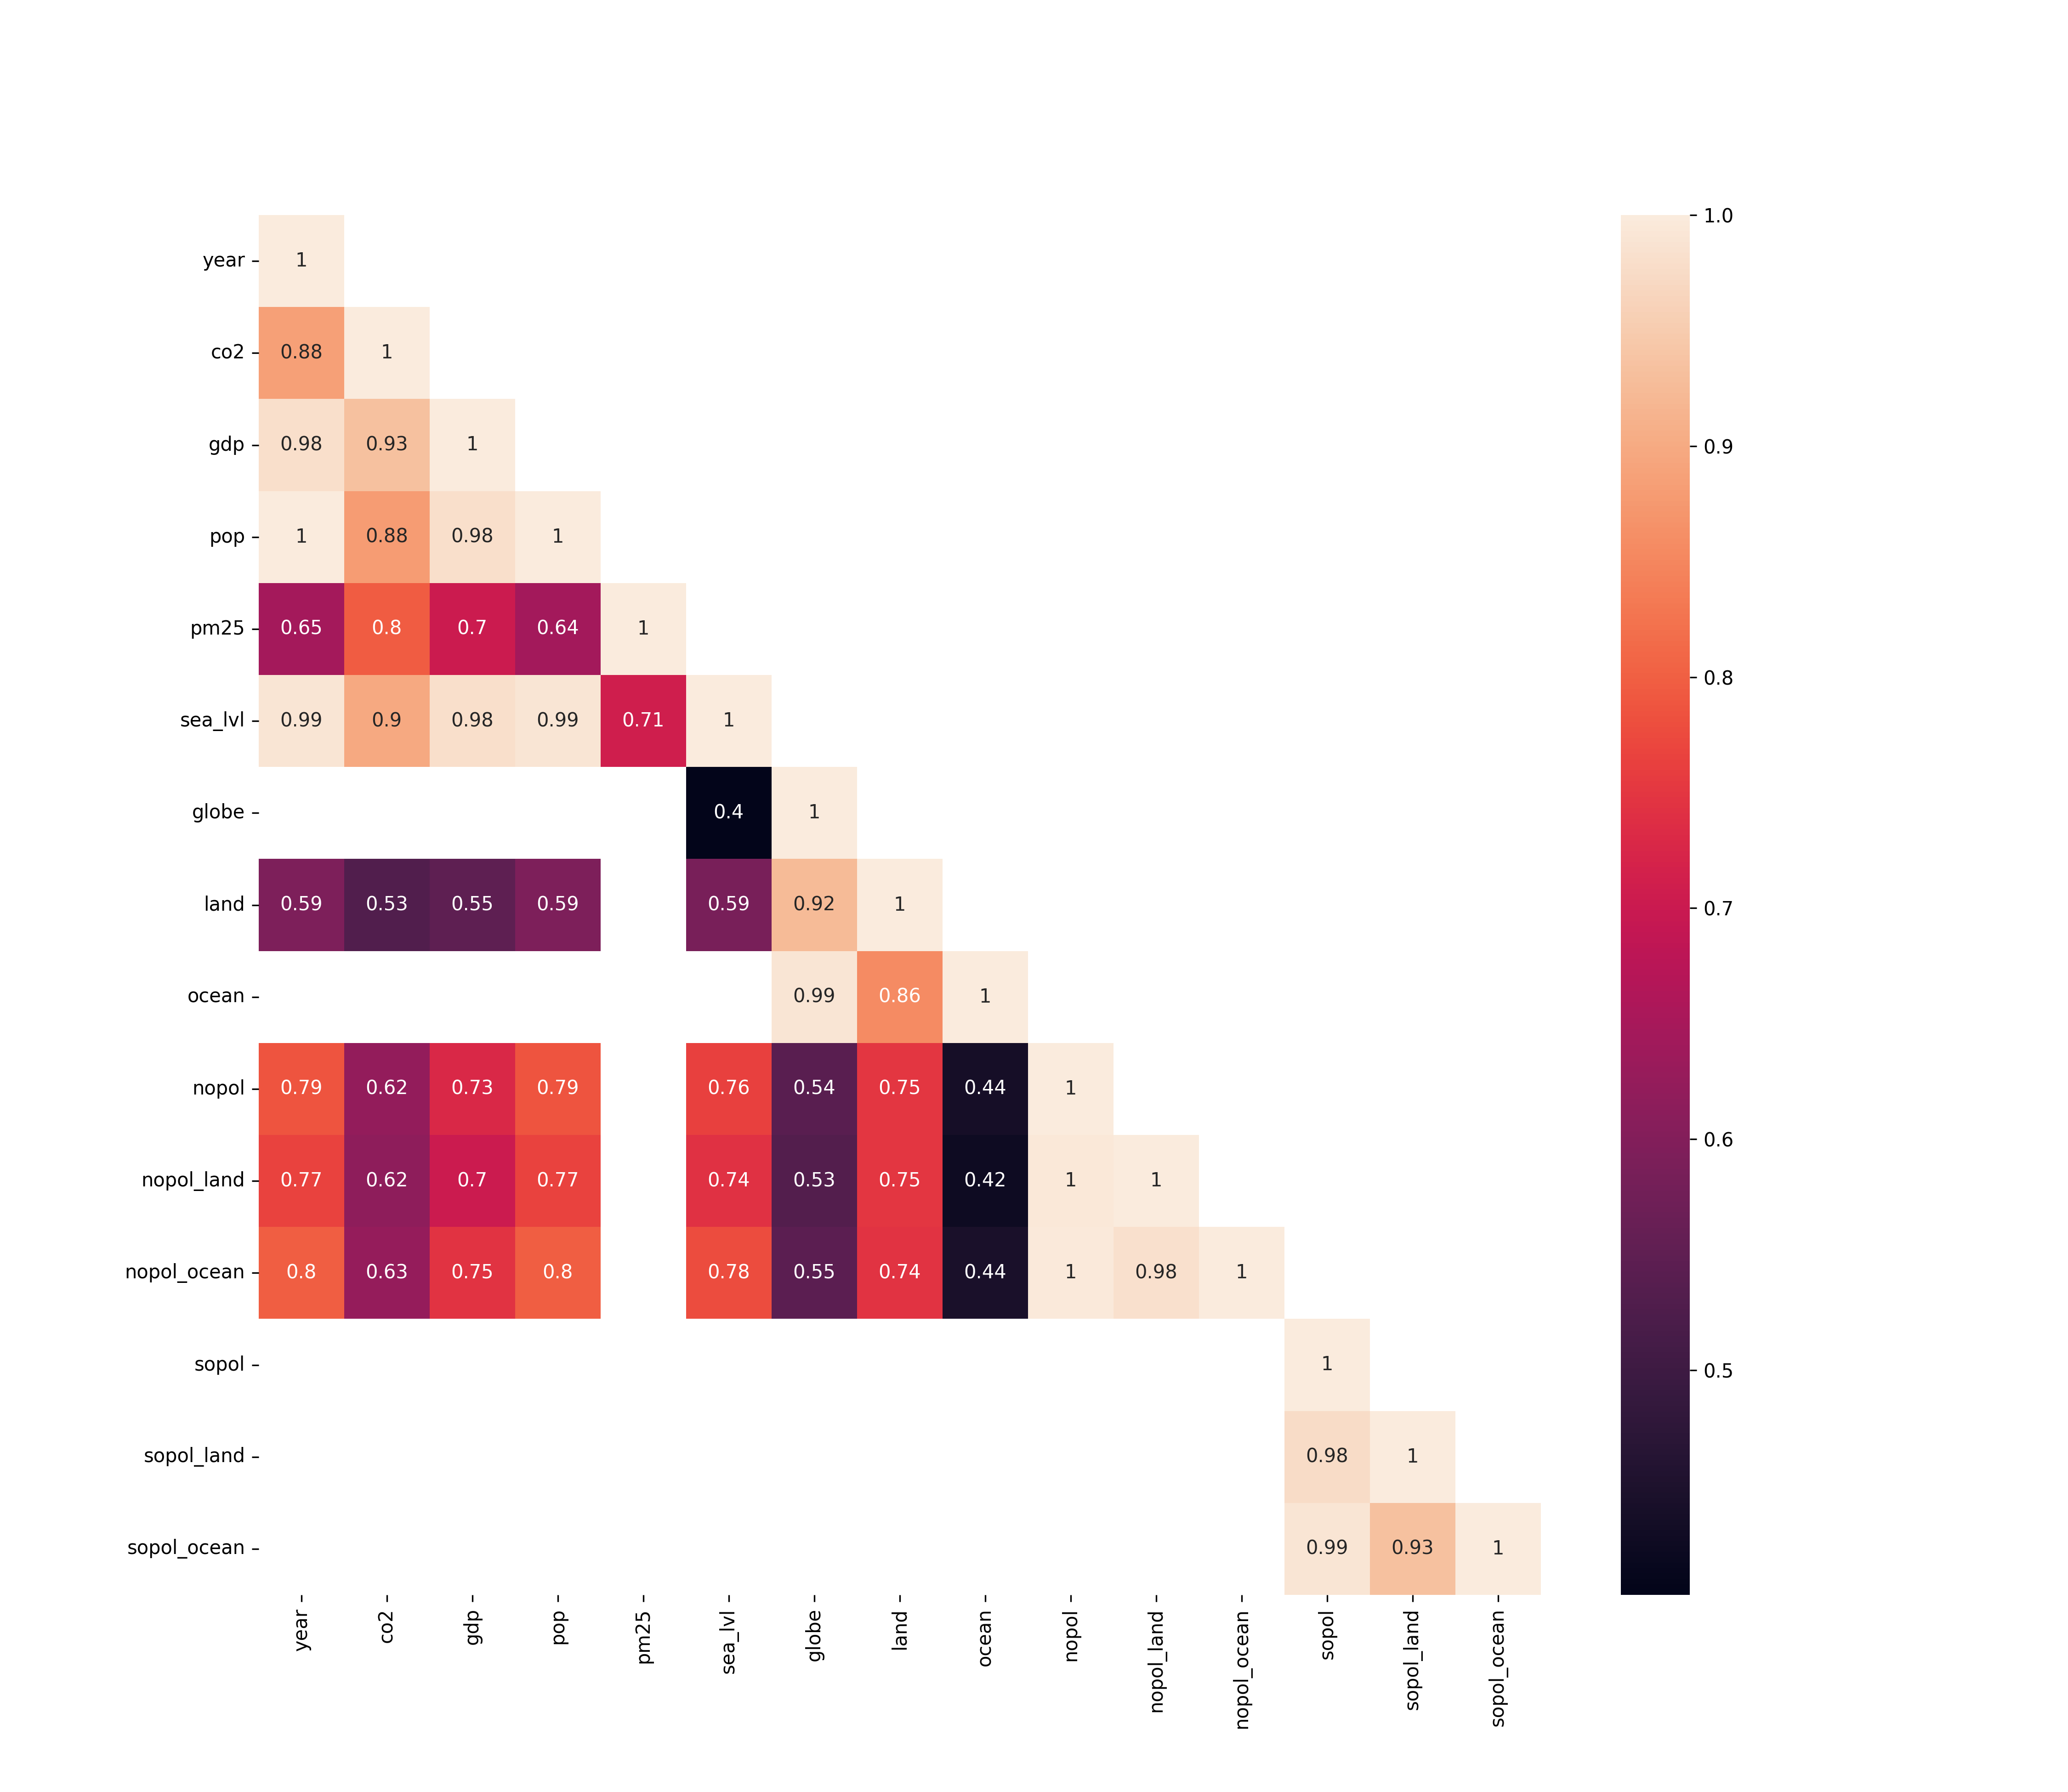 1.0
year 1
co2 0.88 1
0.9
gdp 0.98 0.93 1
pop 1 0.88 0.98 1
pm25 0.65 0.8 0.7 0.64 1
0.8
sea_lvl 0.99 0.9 0.98 0.99 0.71 1
globe 0.4 1
land 0.59 0.53 0.55 0.59 0.59 0.92 1
0.7
ocean 0.99 0.86 1
nopol 0.79 0.62 0.73 0.79 0.76 0.54 0.75 0.44 1
0.6
nopol_land 0.77 0.62 0.7 0.77 0.74 0.53 0.75 0.42 1 1
nopol_ocean 0.8 0.63 0.75 0.8 0.78 0.55 0.74 0.44 1 0.98 1
sopol 1
0.5
sopol_land 0.98 1
sopol_ocean 0.99 0.93 1
year co2 gdp pop pm25 sea_lvl globe land ocean nopol nopol_land nopol_ocean sopol sopol_land sopol_ocean